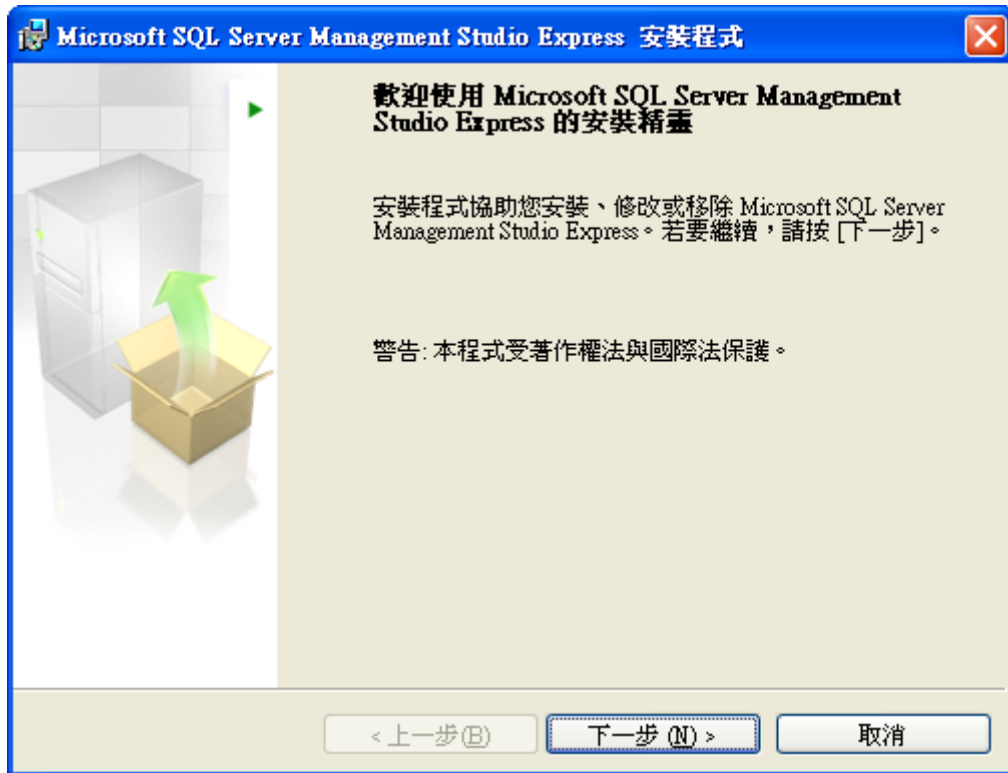 Microsoft SQL Server Management Studio Express 安裝程式
歡迎使用 Microsoft SQL Server Management
Studio Express 的安裝精靈
安裝程式協助您安裝、修改或移除 Microsoft SQL Server
Management Studio Express。若要繼續，請按 [下一步]。
警告: 本程式受著作權法與國際法保護。
<上一步(B)
下一步 (N) >
取消